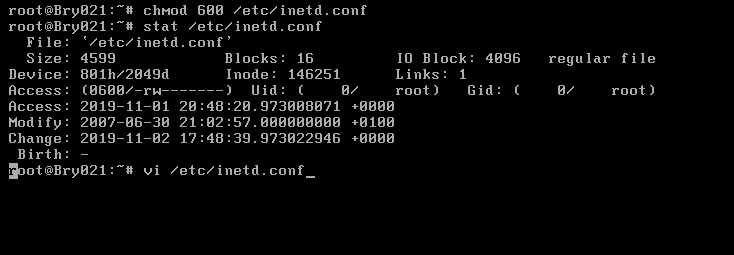 root@Bry021:~# chmod 600 /etc/inetd.conf
root@Bry021:~# stat /etc/inetd.conf
  File: '/etc/inetd.conf'
  Size: 4599            Blocks: 16         IO Block: 4096   regular file
Device: 801h/2049d      Inode: 146251      Links: 1
Access: (0600/-rw-------)  Uid: (    0/    root)   Gid: (    0/    root)
Access: 2019-11-01 20:48:20.973008071 +0000
Modify: 2007-06-30 21:02:57.000000000 +0100
Change: 2019-11-02 17:48:39.973022946 +0000
 Birth: -
root@Bry021:~# vi /etc/inetd.conf_